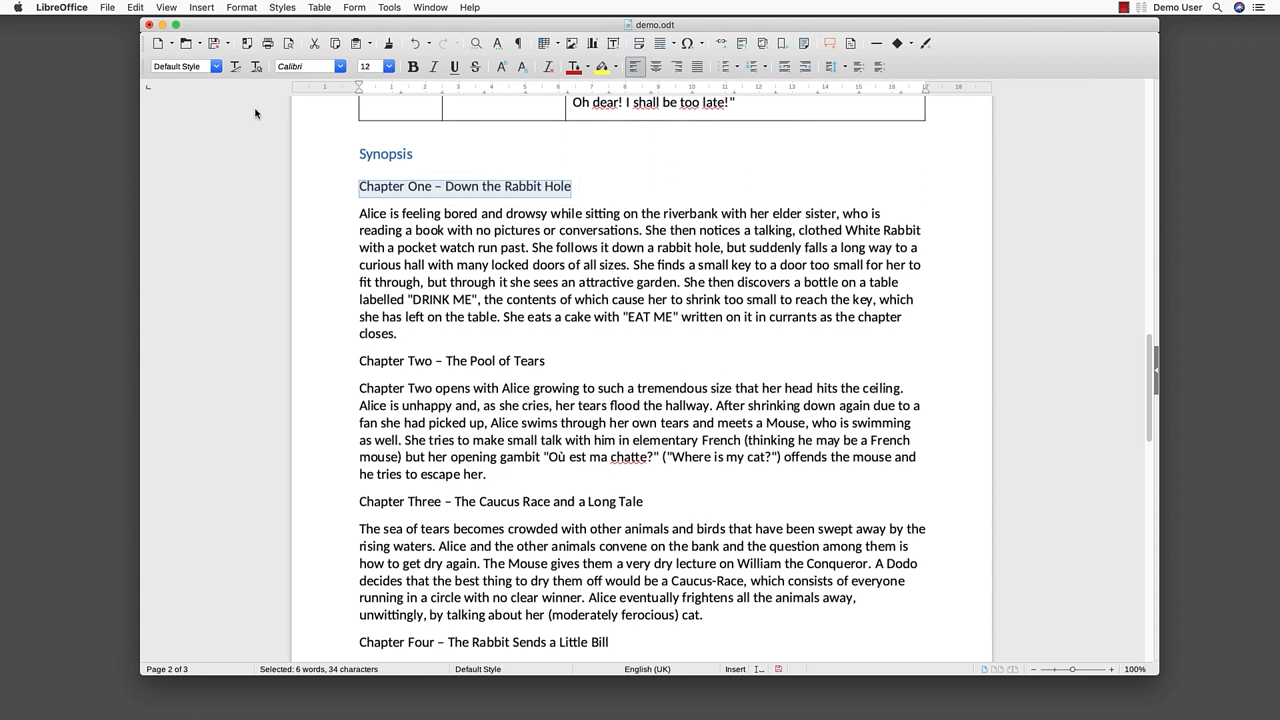 LibreOffice File Edit View Insert Format Styles Table Form Tools Window Help Demo User
demo.odt
Default Style Calibri 12
1 1 2 3 4 5 6 7 8 9 10 11 12 13 14 15 16 17 18
Oh dear! I shall be too late!"
Synopsis
Chapter One – Down the Rabbit Hole
Alice is feeling bored and drowsy while sitting on the riverbank with her elder sister, who is
reading a book with no pictures or conversations. She then notices a talking, clothed White Rabbit
with a pocket watch run past. She follows it down a rabbit hole, but suddenly falls a long way to a
curious hall with many locked doors of all sizes. She finds a small key to a door too small for her to
fit through, but through it she sees an attractive garden. She then discovers a bottle on a table
labelled "DRINK ME", the contents of which cause her to shrink too small to reach the key, which
she has left on the table. She eats a cake with "EAT ME" written on it in currants as the chapter
closes.
Chapter Two – The Pool of Tears
Chapter Two opens with Alice growing to such a tremendous size that her head hits the ceiling.
Alice is unhappy and, as she cries, her tears flood the hallway. After shrinking down again due to a
fan she had picked up, Alice swims through her own tears and meets a Mouse, who is swimming
as well. She tries to make small talk with him in elementary French (thinking he may be a French
mouse) but her opening gambit "Où est ma chatte?" ("Where is my cat?") offends the mouse and
he tries to escape her.
Chapter Three – The Caucus Race and a Long Tale
The sea of tears becomes crowded with other animals and birds that have been swept away by the
rising waters. Alice and the other animals convene on the bank and the question among them is
how to get dry again. The Mouse gives them a very dry lecture on William the Conqueror. A Dodo
decides that the best thing to dry them off would be a Caucus-Race, which consists of everyone
running in a circle with no clear winner. Alice eventually frightens all the animals away,
unwittingly, by talking about her (moderately ferocious) cat.
Chapter Four – The Rabbit Sends a Little Bill
Page 2 of 3 Selected: 6 words, 34 characters Default Style English (UK) Insert 100%